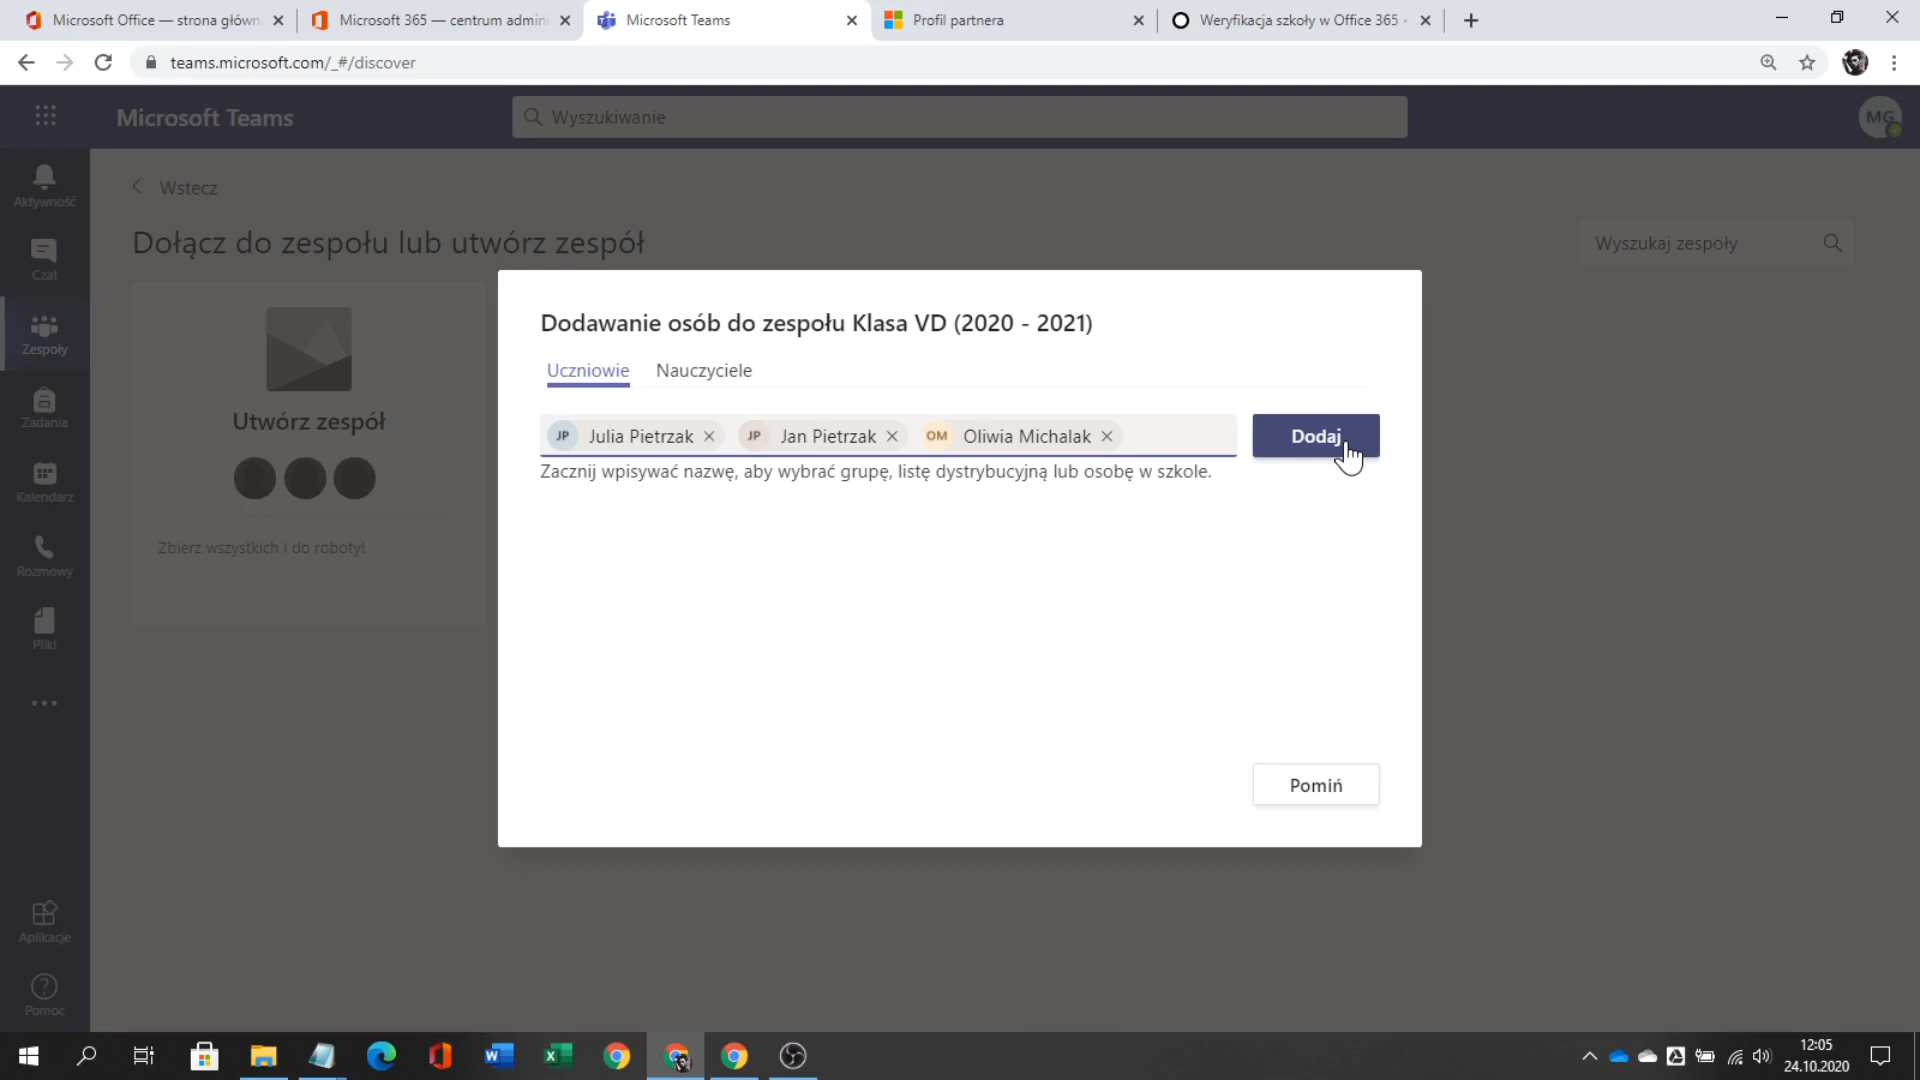 Microsoft Office — strona główn
Microsoft 365 — centrum admini
Microsoft Teams
Profil partnera
Weryfikacja szkoły w Office 365 -
teams.microsoft.com/_#/discover
Microsoft Teams
Wyszukiwanie
MG
Aktywność
Wstecz
Czat
Dołącz do zespołu lub utwórz zespół
Wyszukaj zespoły
Zespoły
Dodawanie osób do zespołu Klasa VD (2020 - 2021)
Uczniowie
Nauczyciele
Zadania
Utwórz zespół
JP Julia Pietrzak
JP Jan Pietrzak
OM Oliwia Michalak
Dodaj
Zacznij wpisywać nazwę, aby wybrać grupę, listę dystrybucyjną lub osobę w szkole.
Kalendarz
Zbierz wszystkich i do roboty!
Rozmowy
Pliki
Pomiń
Aplikacje
Pomoc
12:05
24.10.2020